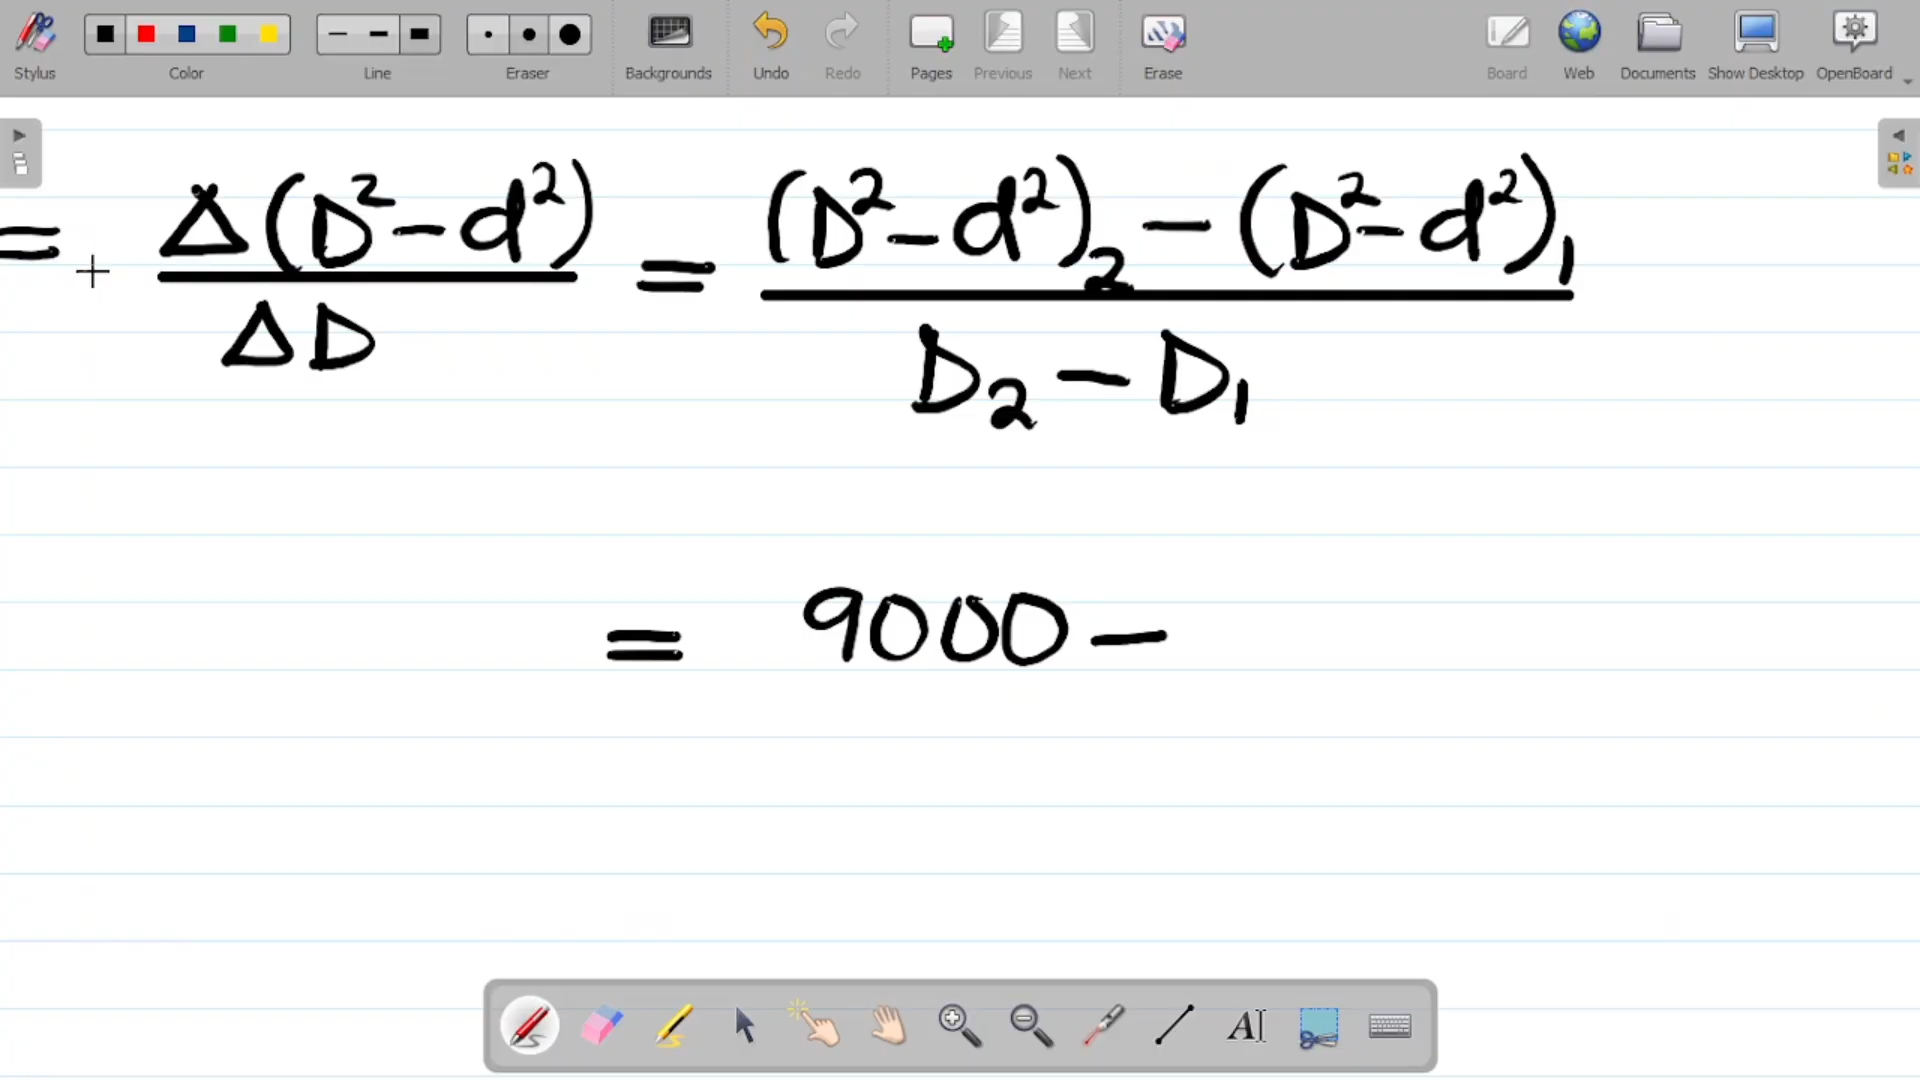 Stylus Color Line Eraser Backgrounds Undo Redo Pages Previous Next Erase Board Web Documents Show Desktop OpenBoard
= Δ(D²-d²)/ΔD = ((D²-d²)₂ - (D²-d²)₁)/(D₂ - D₁)
= 9000 -